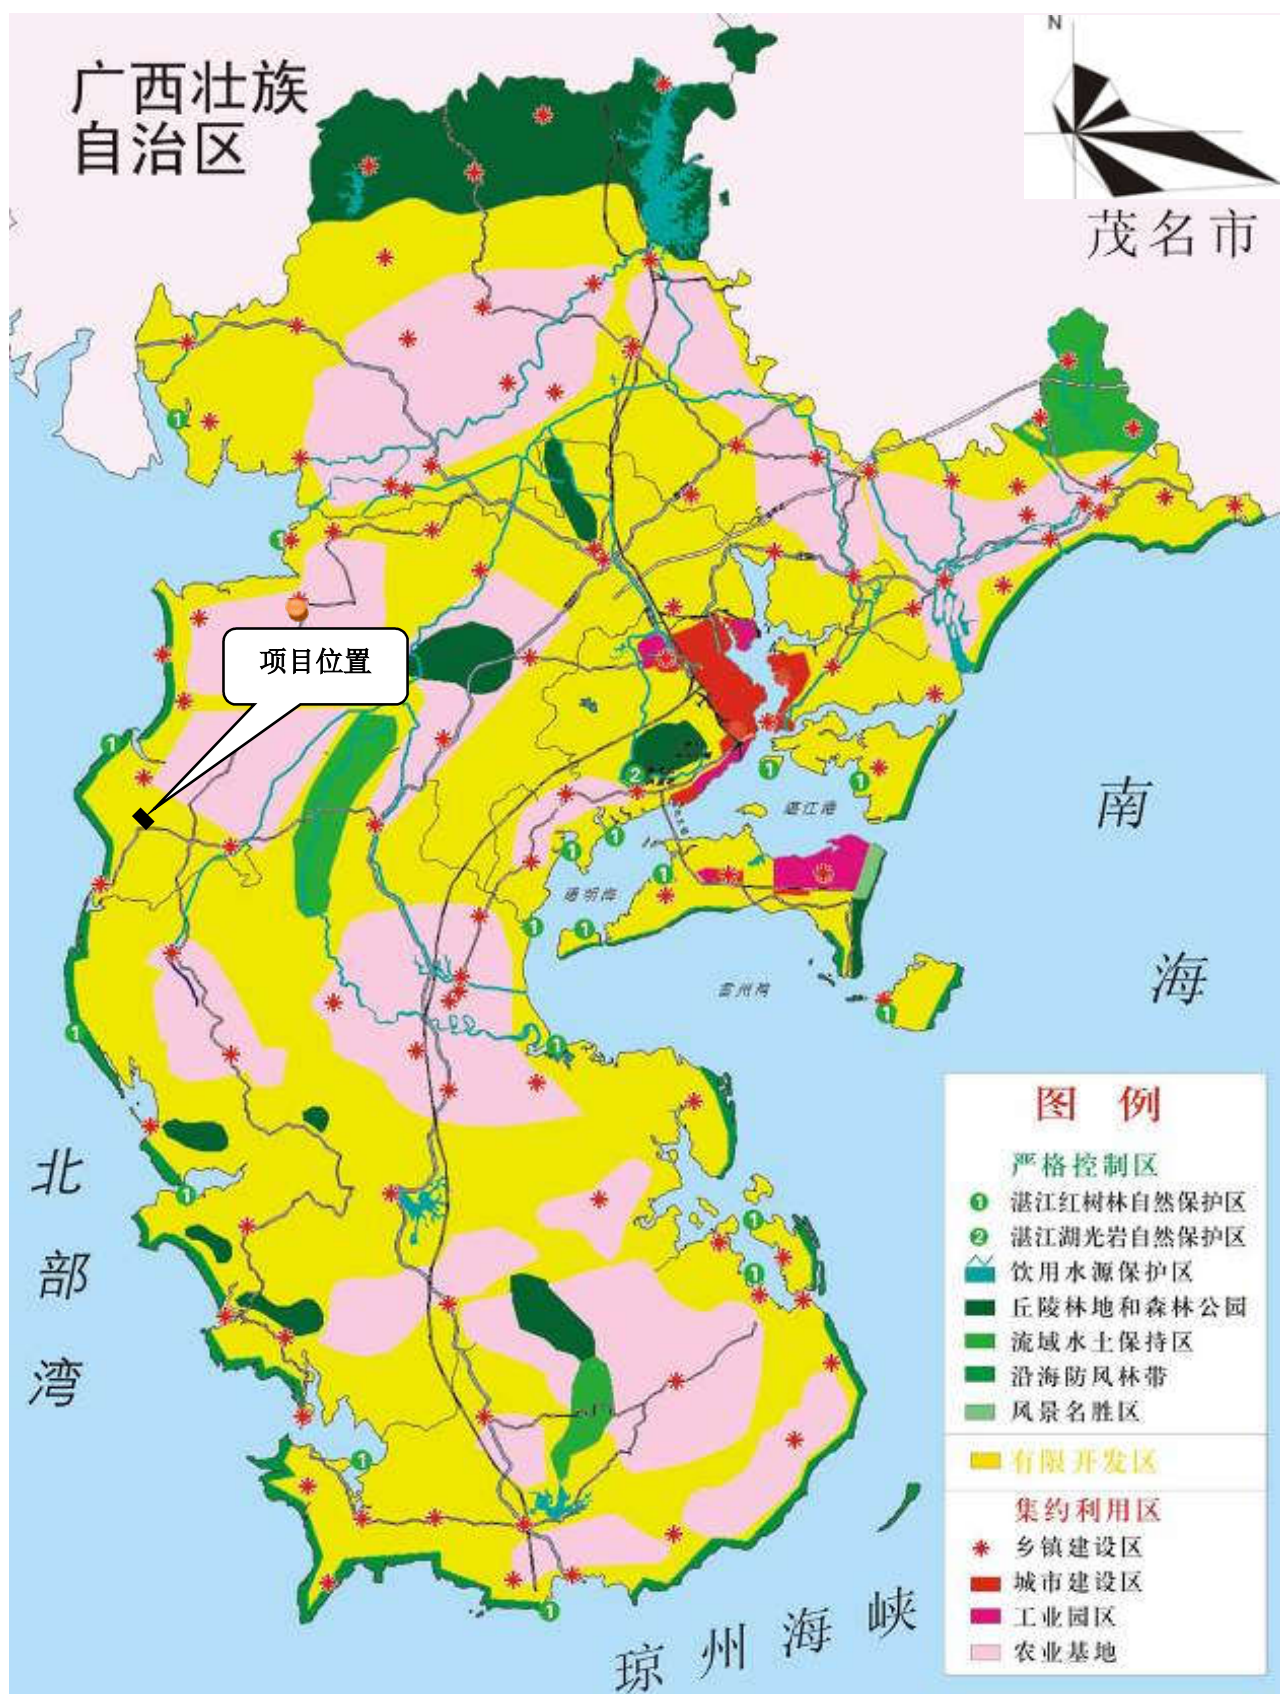 广西壮族
自治区
N
茂名市
项目位置
湛江港
通明海
雷州湾
南
海
北
部
湾
琼州海峡
图例
严格控制区
1 湛江红树林自然保护区
2 湛江湖光岩自然保护区
饮用水源保护区
丘陵林地和森林公园
流域水土保持区
沿海防风林带
风景名胜区
有限开发区
集约利用区
乡镇建设区
城市建设区
工业园区
农业基地